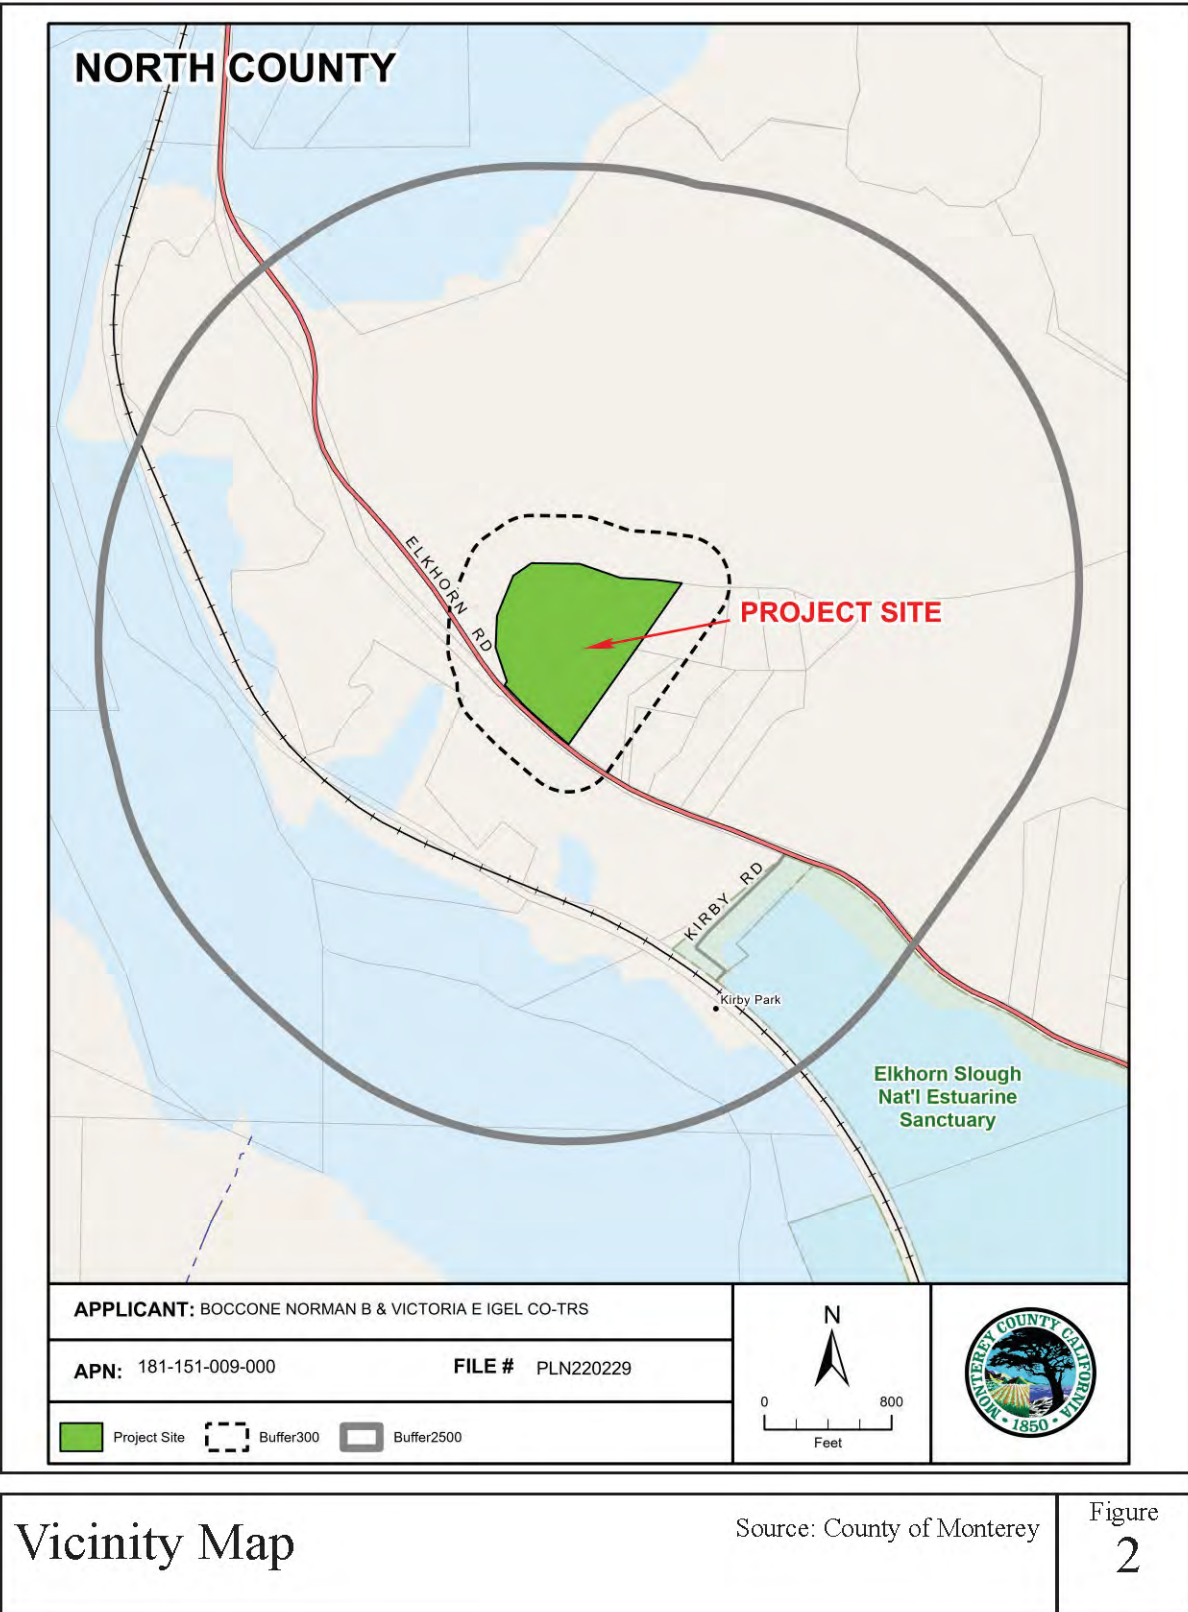 NORTH COUNTY
ELKHORN RD
PROJECT SITE
KIRBY RD
Kirby Park
Elkhorn Slough
Nat'l Estuarine
Sanctuary
APPLICANT: BOCCONE NORMAN B & VICTORIA E IGEL CO-TRS
APN: 181-151-009-000 FILE # PLN220229
Project Site Buffer300 Buffer2500
N
0 800
Feet
MONTEREY COUNTY CALIFORNIA
• 1850 •
Vicinity Map
Source: County of Monterey
Figure
2